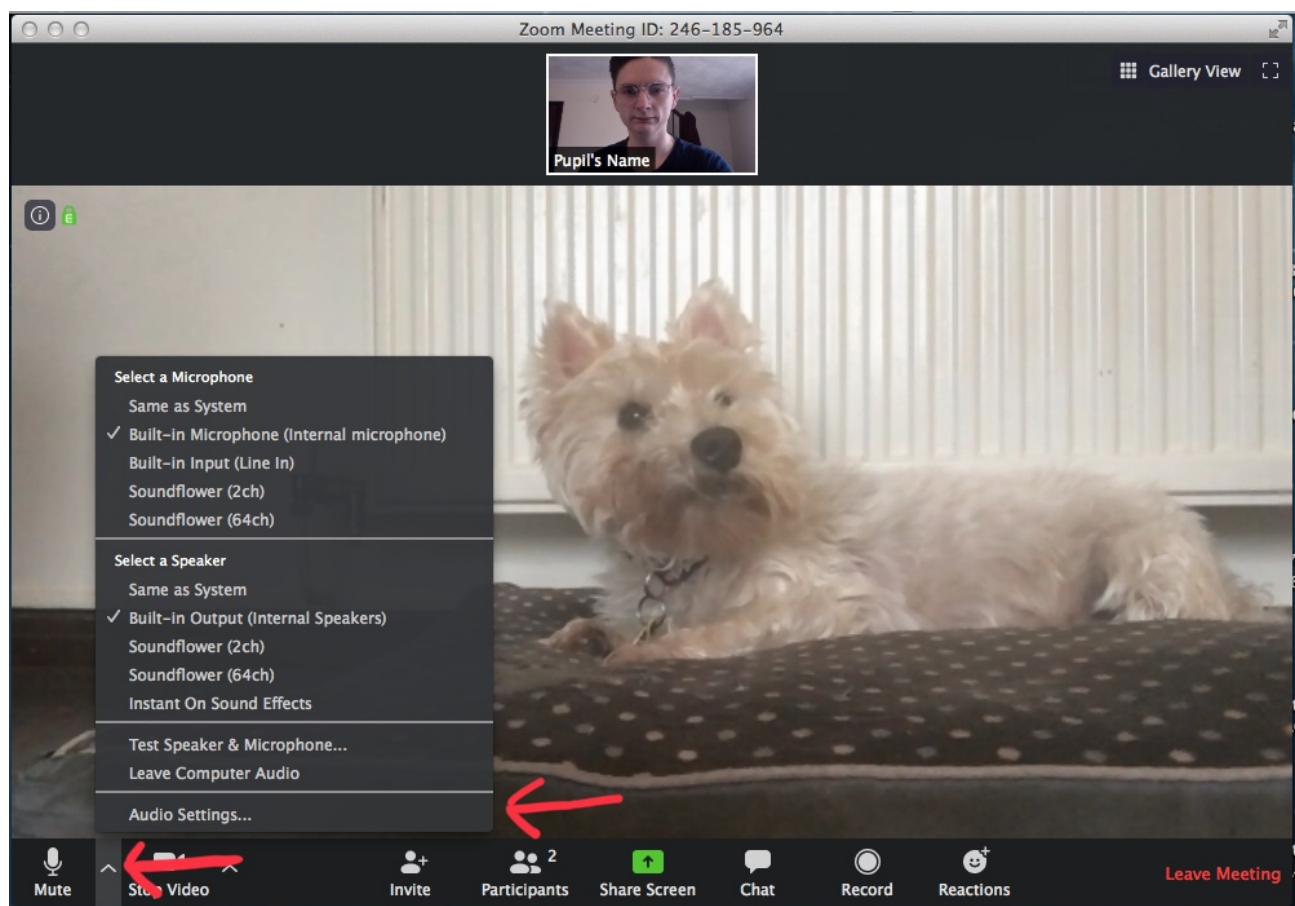 Zoom Meeting ID: 246-185-964
Gallery View
Pupil's Name
E
Select a Microphone
Same as System
✓ Built-in Microphone (Internal microphone)
Built-in Input (Line In)
Soundflower (2ch)
Soundflower (64ch)
Select a Speaker
Same as System
✓ Built-in Output (Internal Speakers)
Soundflower (2ch)
Soundflower (64ch)
Instant On Sound Effects
Test Speaker & Microphone...
Leave Computer Audio
Audio Settings...
2
Mute Stop Video Invite Participants Share Screen Chat Record Reactions Leave Meeting